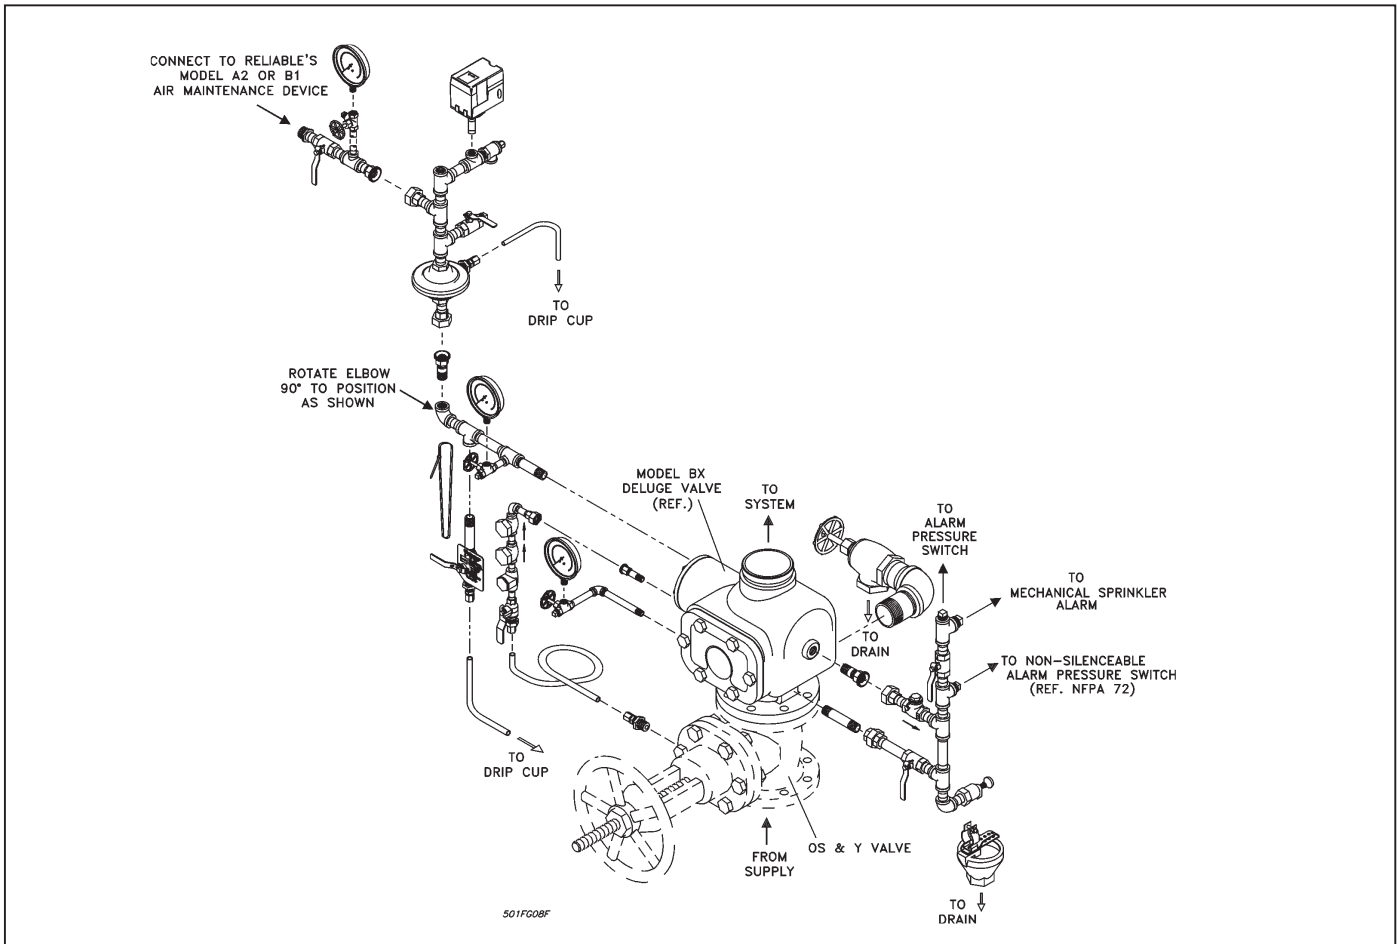 CONNECT TO RELIABLE'S
MODEL A2 OR B1
AIR MAINTENANCE DEVICE
TO
DRIP CUP
ROTATE ELBOW
90° TO POSITION
AS SHOWN
MODEL BX
DELUGE VALVE
(REF.)
TO
SYSTEM
TO
ALARM
PRESSURE
SWITCH
TO
MECHANICAL SPRINKLER
ALARM
TO
DRAIN
TO NON-SILENCEABLE
ALARM PRESSURE SWITCH
(REF. NFPA 72)
TO
DRIP CUP
FROM
SUPPLY
OS & Y VALVE
TO
DRAIN
501FG08F